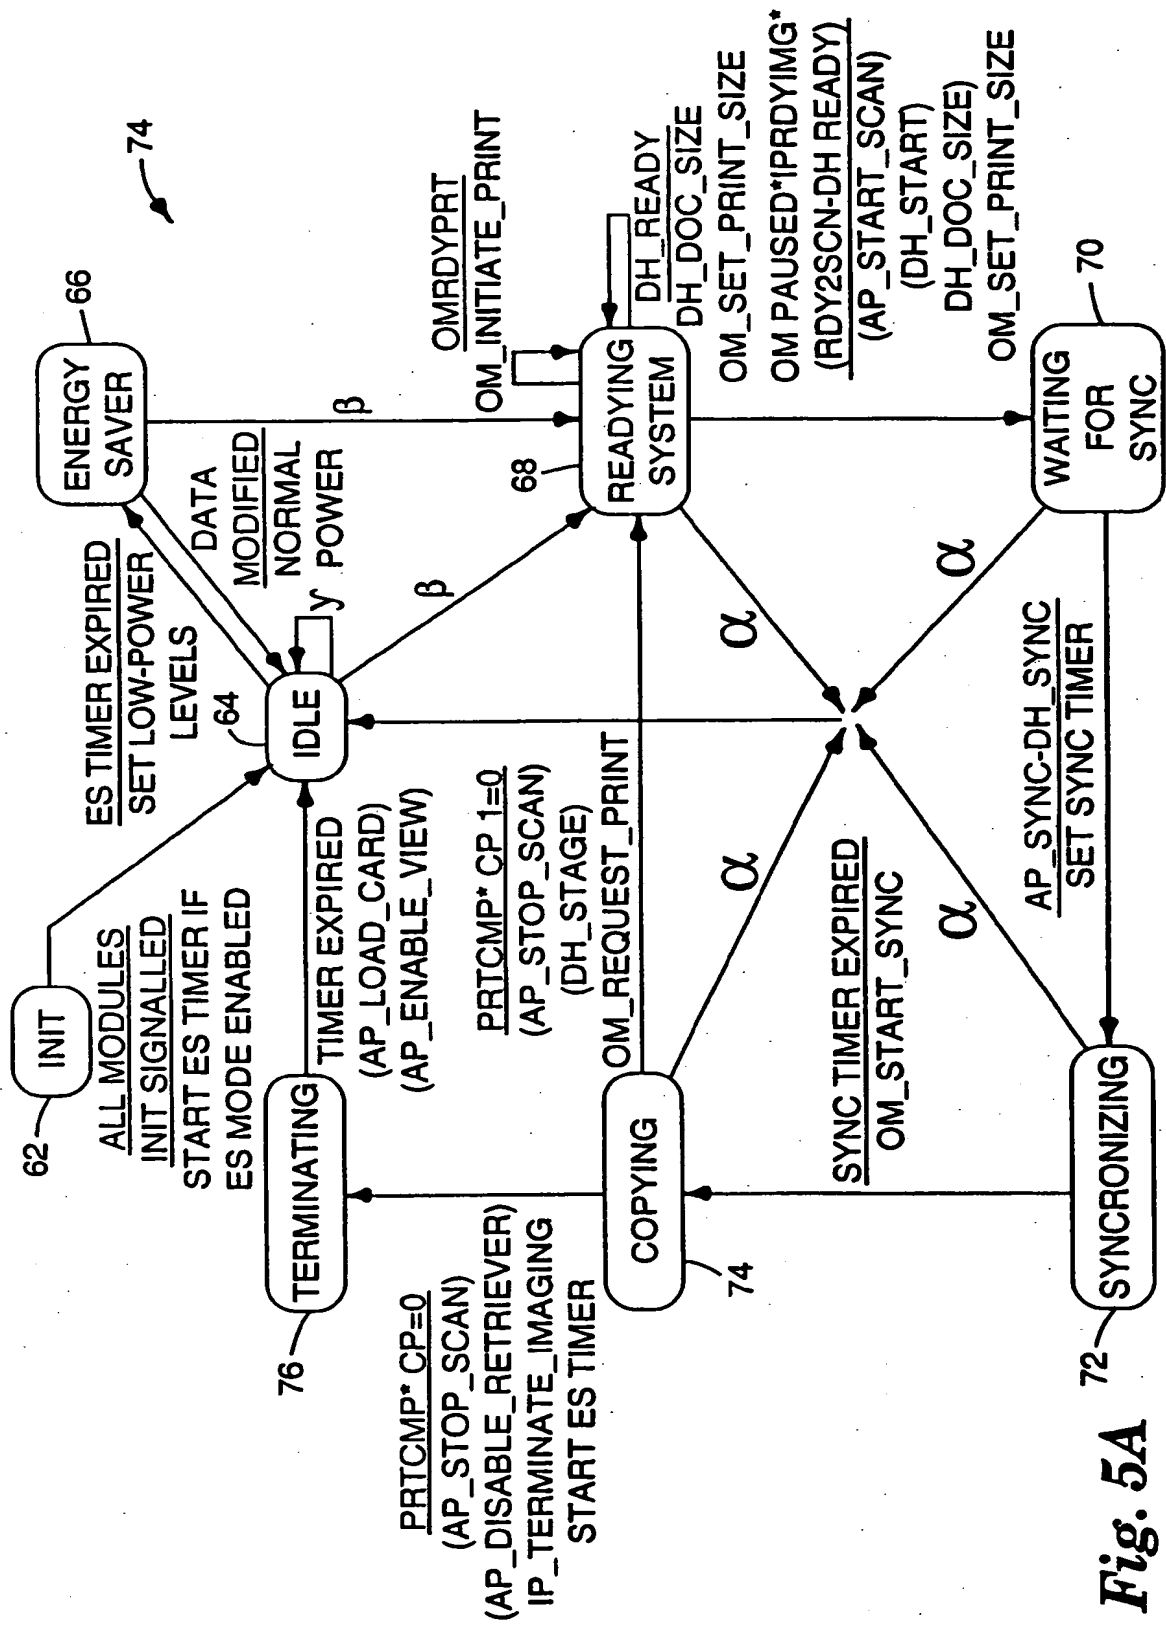 74
INIT
62
ALL MODULES
INIT SIGNALLED
START ES TIMER IF
ES MODE ENABLED
ES TIMER EXPIRED
SET LOW-POWER
LEVELS
ENERGY
SAVER
66
DATA
MODIFIED
NORMAL
POWER
64
IDLE
y
β
β
OMRDYPRT
OM_INITIATE_PRINT
TERMINATING
76
TIMER EXPIRED
(AP_LOAD_CARD)
(AP_ENABLE_VIEW)
READYING
SYSTEM
68
DH_READY
DH_DOC_SIZE
OM_SET_PRINT_SIZE
PRTCMP* CP=0
(AP_STOP_SCAN)
(AP_DISABLE_RETRIEVER)
IP_TERMINATE_IMAGING
START ES TIMER
PRTCMP* CP 1=0
(AP_STOP_SCAN)
(DH_STAGE)
OM_REQUEST_PRINT
COPYING
74
OM PAUSED*IPRDYIMG*
(RDY2SCN-DH READY)
(AP_START_SCAN)
(DH_START)
DH_DOC_SIZE)
OM_SET_PRINT_SIZE
α
α
α
α
SYNC TIMER EXPIRED
OM_START_SYNC
AP_SYNC-DH_SYNC
SET SYNC TIMER
WAITING
FOR
SYNC
70
SYNCRONIZING
72
Fig. 5A